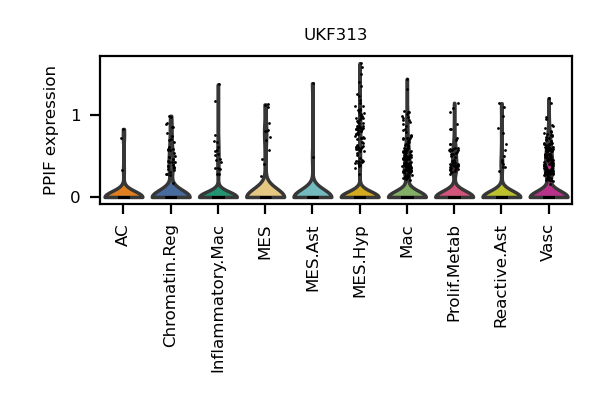 UKF313
PPIF expression
1
0
AC
Chromatin.Reg
Inflammatory.Mac
MES
MES.Ast
MES.Hyp
Mac
Prolif.Metab
Reactive.Ast
Vasc